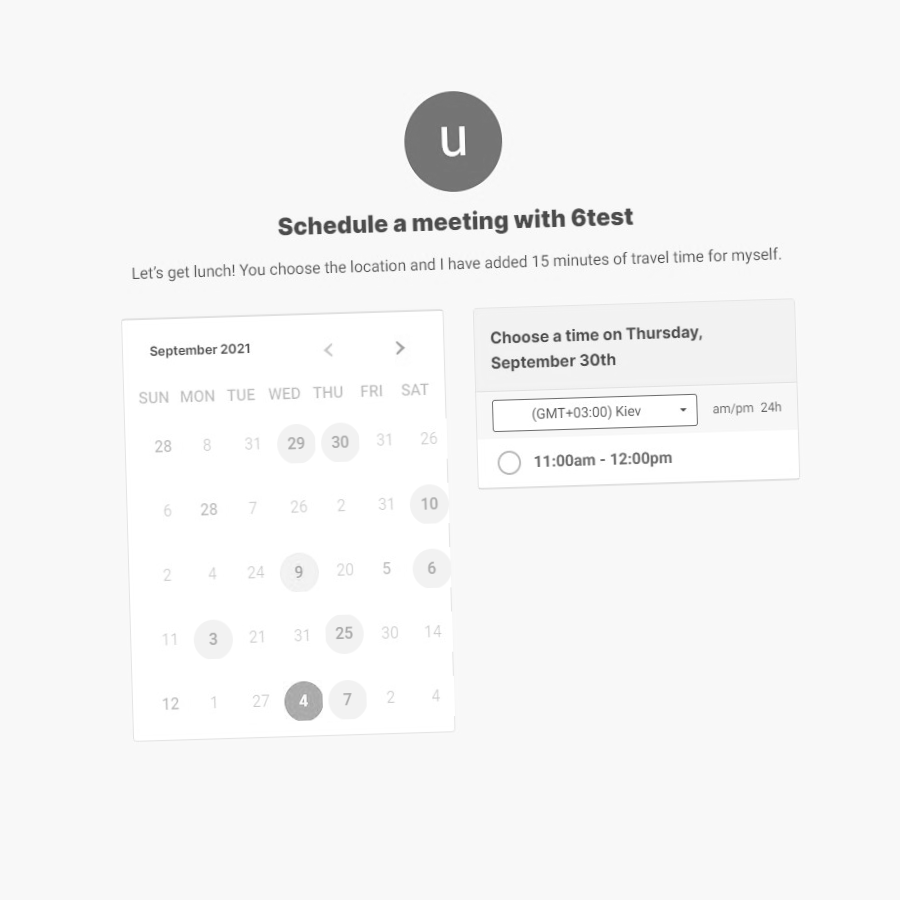 u
Schedule a meeting with 6test
Let's get lunch! You choose the location and I have added 15 minutes of travel time for myself.
September 2021
SUN MON TUE WED THU FRI SAT
28 8 31 29 30 31 26
6 28 7 26 2 31 10
2 4 24 9 20 5 6
11 3 21 31 25 30 14
12 1 27 4 7 2 4
Choose a time on Thursday,
September 30th
(GMT+03:00) Kiev am/pm 24h
11:00am - 12:00pm